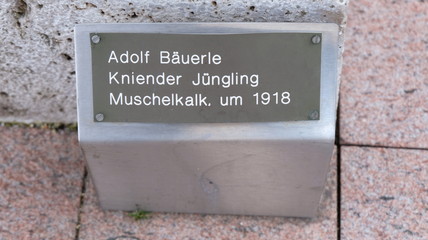 Adolf Bäuerle
Kniender Jüngling
Muschelkalk. um 1918